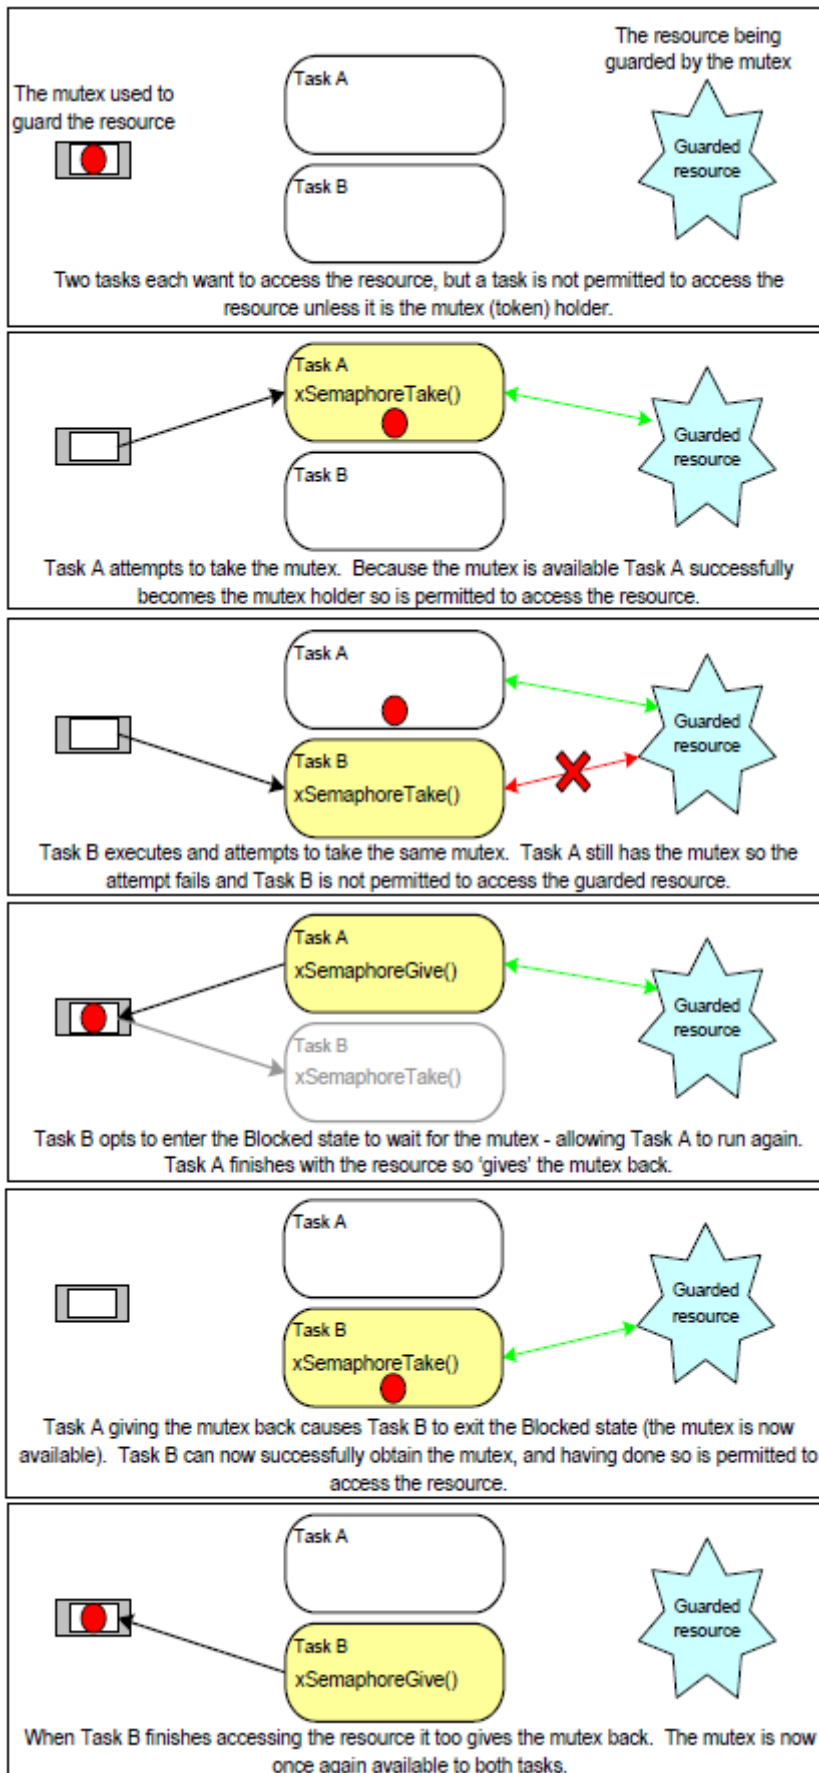 The resource being
guarded by the mutex
The mutex used to
guard the resource
Task A
Task B
Guarded
resource
Two tasks each want to access the resource, but a task is not permitted to access the
resource unless it is the mutex (token) holder.
Task A
xSemaphoreTake()
Task B
Guarded
resource
Task A attempts to take the mutex. Because the mutex is available Task A successfully
becomes the mutex holder so is permitted to access the resource.
Task A
Task B
xSemaphoreTake()
Guarded
resource
Task B executes and attempts to take the same mutex. Task A still has the mutex so the
attempt fails and Task B is not permitted to access the guarded resource.
Task A
xSemaphoreGive()
Task B
xSemaphoreTake()
Guarded
resource
Task B opts to enter the Blocked state to wait for the mutex - allowing Task A to run again.
Task A finishes with the resource so ‘gives’ the mutex back.
Task A
Task B
xSemaphoreTake()
Guarded
resource
Task A giving the mutex back causes Task B to exit the Blocked state (the mutex is now
available). Task B can now successfully obtain the mutex, and having done so is permitted to
access the resource.
Task A
Task B
xSemaphoreGive()
Guarded
resource
When Task B finishes accessing the resource it too gives the mutex back. The mutex is now
once again available to both tasks.